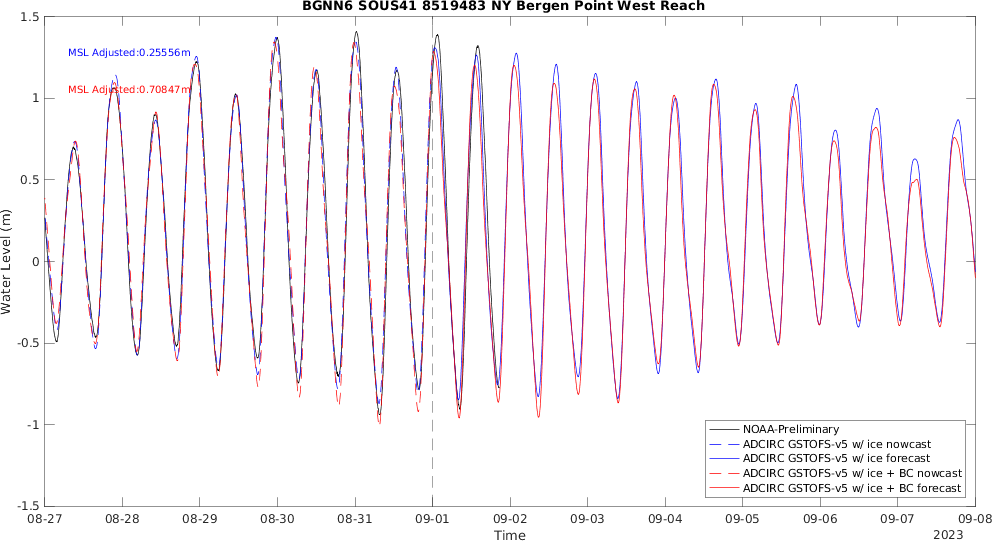 BGNN6 SOUS41 8519483 NY Bergen Point West Reach
MSL Adjusted:0.25556m
MSL Adjusted:0.70847m
Water Level (m)
1.5
1
0.5
0
-0.5
-1
-1.5
NOAA-Preliminary
ADCIRC GSTOFS-v5 w/ ice nowcast
ADCIRC GSTOFS-v5 w/ ice forecast
ADCIRC GSTOFS-v5 w/ ice + BC nowcast
ADCIRC GSTOFS-v5 w/ ice + BC forecast
08-27 08-28 08-29 08-30 08-31 09-01 09-02 09-03 09-04 09-05 09-06 09-07 09-08
Time
2023